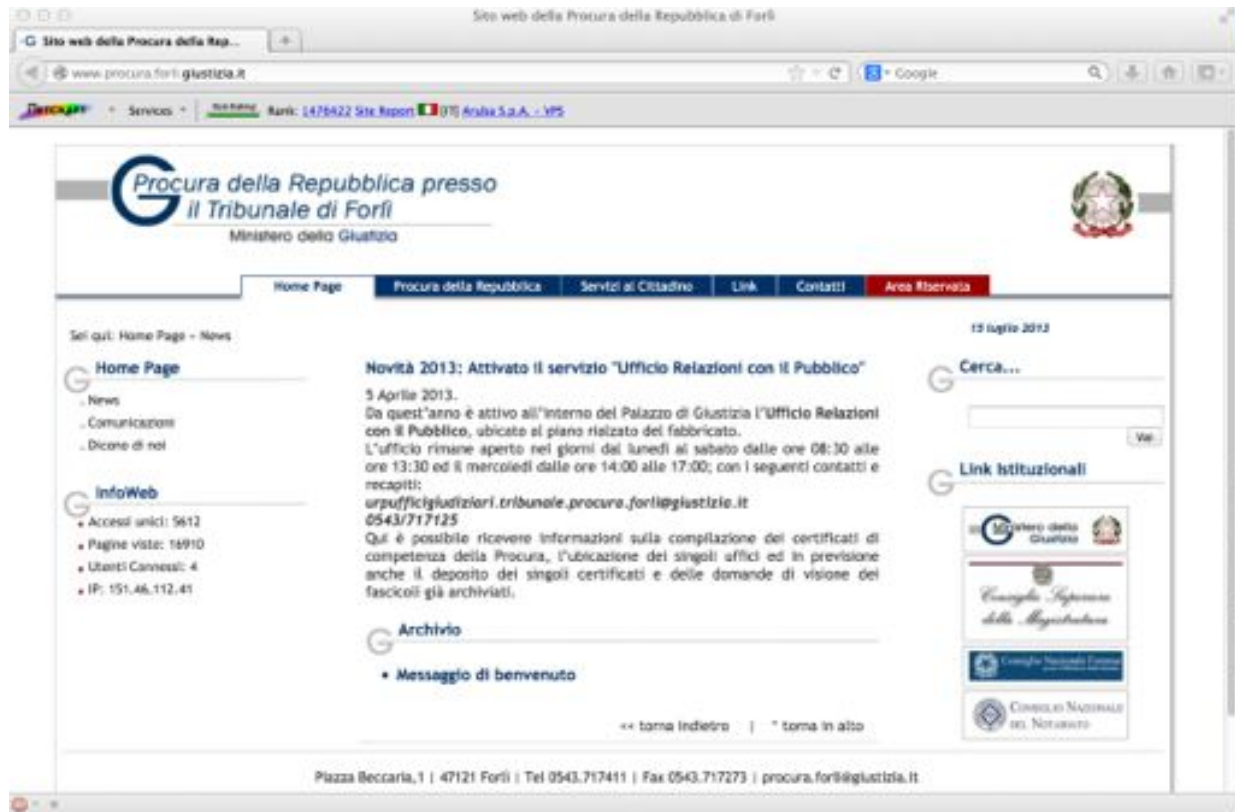 Sito web della Procura della Repubblica di Forlì
Sito web della Procura della Rep...
www.procura.forli.giustizia.it
Google
Services
Rank: 1476422 Site Report [IT] Aruba S.p.A. - VPS
Procura della Repubblica presso
il Tribunale di Forlì
Ministero della Giustizia
Home Page
Procura della Repubblica
Servizi al Cittadino
Link
Contatti
Area Riservata
Sei qui: Home Page - News
15 luglio 2013
Home Page
. News
. Comunicazioni
. Dicono di noi
InfoWeb
Accessi unici: 5612
Pagine viste: 16910
Utenti Connessi: 4
IP: 151.46.112.41
Novità 2013: Attivato il servizio "Ufficio Relazioni con il Pubblico"
5 Aprile 2013.
Da quest'anno è attivo all'interno del Palazzo di Giustizia l'Ufficio Relazioni
con il Pubblico, ubicato al piano rialzato del fabbricato.
L'ufficio rimane aperto nei giorni dal lunedì al sabato dalle ore 08:30 alle
ore 13:30 ed il mercoledì dalle ore 14:00 alle 17:00; con i seguenti contatti e
recapiti:
urpufficigiudiziari.tribunale.procura.forli@giustizia.it
0543/717125
Qui è possibile ricevere informazioni sulla compilazione dei certificati di
competenza della Procura, l'ubicazione dei singoli uffici ed in previsione
anche il deposito dei singoli certificati e delle domande di visione dei
fascicoli già archiviati.
Archivio
• Messaggio di benvenuto
<< torna indietro | ^ torna in alto
Cerca...
Vai
Link Istituzionali
Ministero della
Giustizia
Consiglio Superiore
della Magistratura
Consiglio Nazionale Forense
Consiglio Nazionale
del Notariato
Piazza Beccaria,1 | 47121 Forlì | Tel 0543.717411 | Fax 0543.717273 | procura.forli@giustizia.it